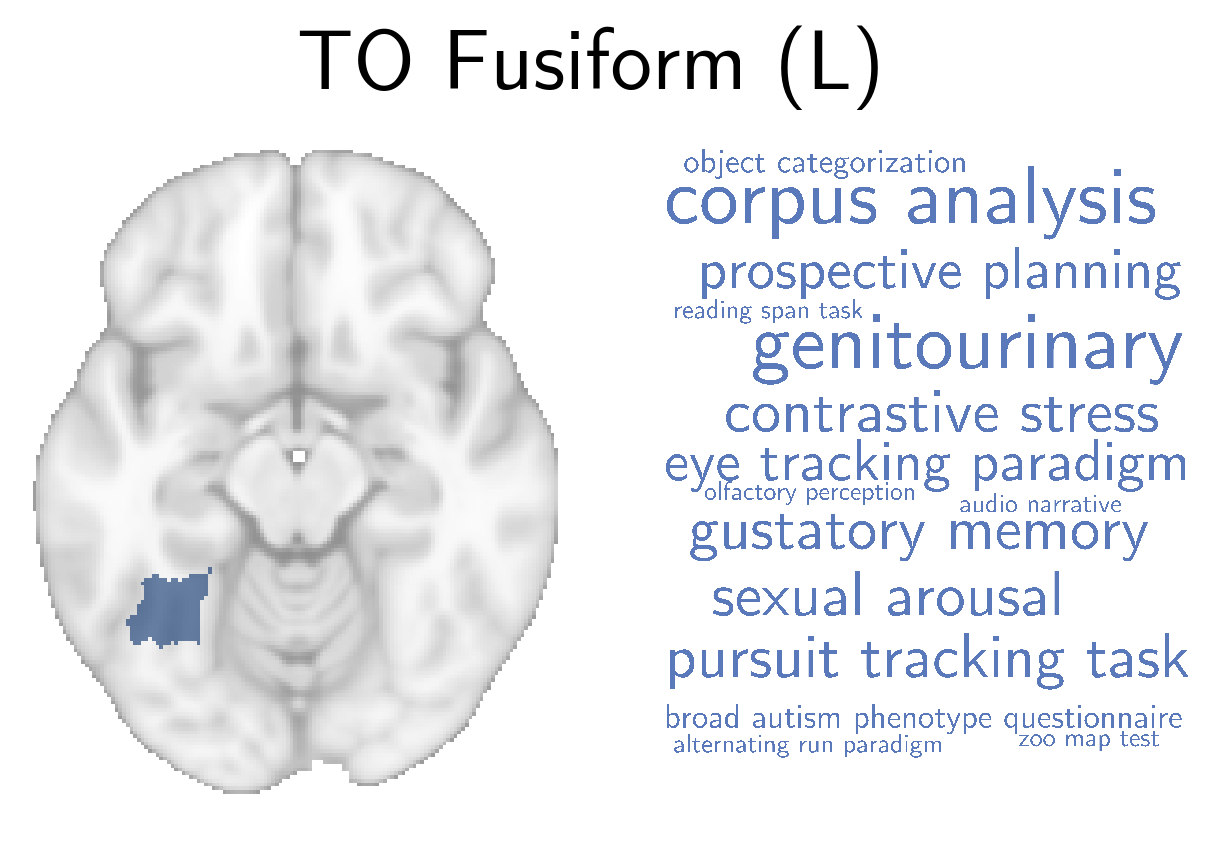 TO Fusiform (L)
object categorization
corpus analysis
prospective planning
reading span task
genitourinary
contrastive stress
eye tracking paradigm
olfactory perception
audio narrative
gustatory memory
sexual arousal
pursuit tracking task
broad autism phenotype questionnaire
alternating run paradigm
zoo map test